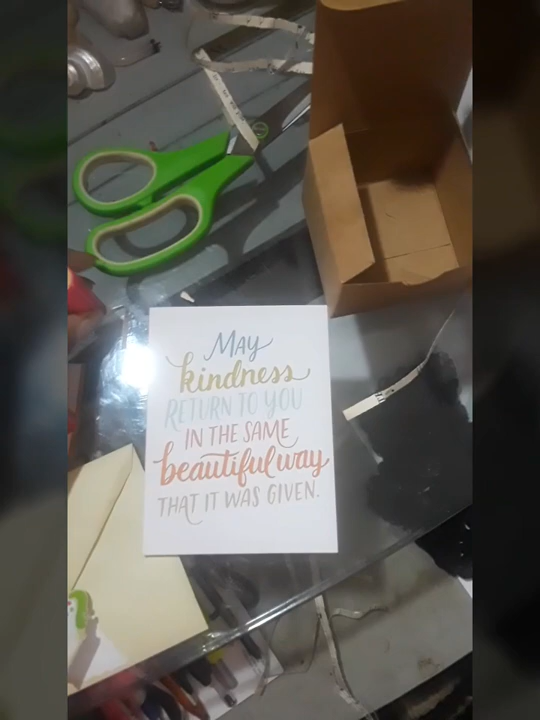 MAY
kindness
RETURN TO YOU
IN THE SAME
beautiful way
THAT IT WAS GIVEN.